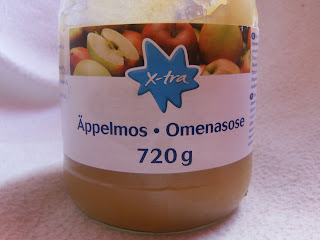 X-tra
Äppelmos • Omenasose
720 g